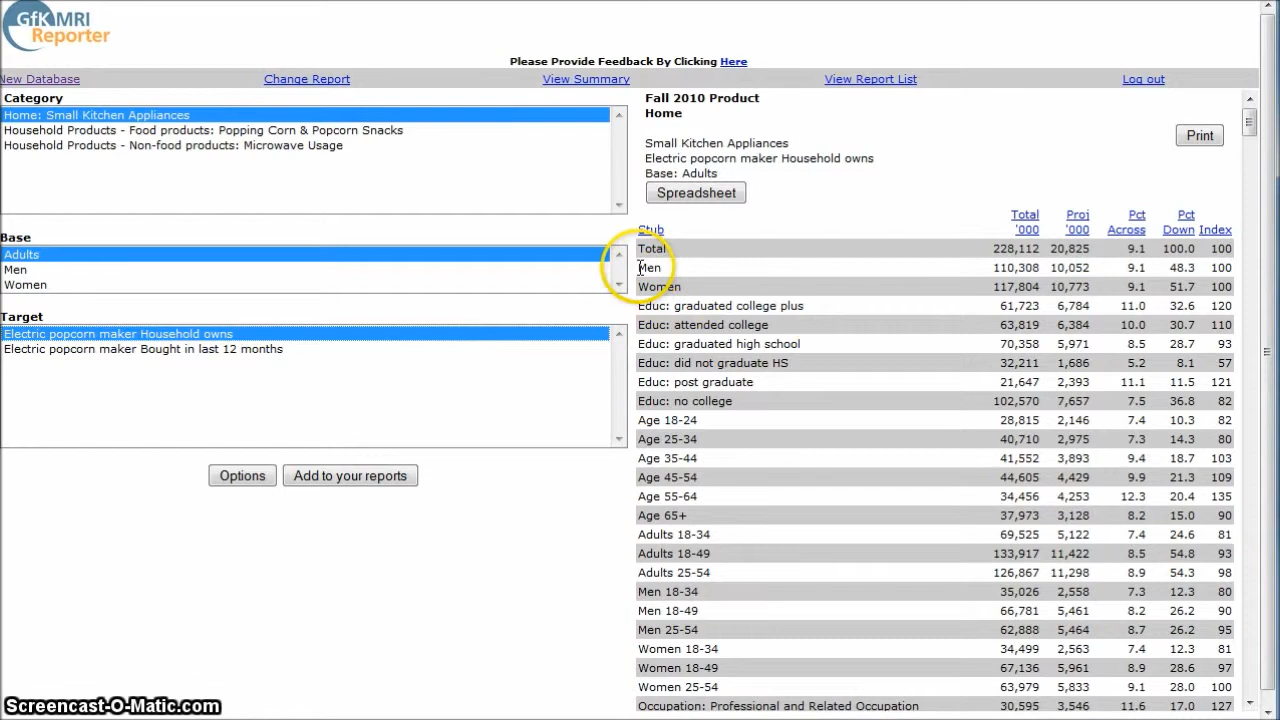 GfK MRI
Reporter
Please Provide Feedback By Clicking Here
New Database Change Report View Summary View Report List Log out
Category
Home: Small Kitchen Appliances
Household Products - Food products: Popping Corn & Popcorn Snacks
Household Products - Non-food products: Microwave Usage
Base
Adults
Men
Women
Target
Electric popcorn maker Household owns
Electric popcorn maker Bought in last 12 months
Options Add to your reports
Fall 2010 Product
Home
Print
Small Kitchen Appliances
Electric popcorn maker Household owns
Base: Adults
Spreadsheet
Total Proj Pct Pct
Stub '000 '000 Across Down Index
Total 228,112 20,825 9.1 100.0 100
Men 110,308 10,052 9.1 48.3 100
Women 117,804 10,773 9.1 51.7 100
Educ: graduated college plus 61,723 6,784 11.0 32.6 120
Educ: attended college 63,819 6,384 10.0 30.7 110
Educ: graduated high school 70,358 5,971 8.5 28.7 93
Educ: did not graduate HS 32,211 1,686 5.2 8.1 57
Educ: post graduate 21,647 2,393 11.1 11.5 121
Educ: no college 102,570 7,657 7.5 36.8 82
Age 18-24 28,815 2,146 7.4 10.3 82
Age 25-34 40,710 2,975 7.3 14.3 80
Age 35-44 41,552 3,893 9.4 18.7 103
Age 45-54 44,605 4,429 9.9 21.3 109
Age 55-64 34,456 4,253 12.3 20.4 135
Age 65+ 37,973 3,128 8.2 15.0 90
Adults 18-34 69,525 5,122 7.4 24.6 81
Adults 18-49 133,917 11,422 8.5 54.8 93
Adults 25-54 126,867 11,298 8.9 54.3 98
Men 18-34 35,026 2,558 7.3 12.3 80
Men 18-49 66,781 5,461 8.2 26.2 90
Men 25-54 62,888 5,464 8.7 26.2 95
Women 18-34 34,499 2,563 7.4 12.3 81
Women 18-49 67,136 5,961 8.9 28.6 97
Women 25-54 63,979 5,833 9.1 28.0 100
Occupation: Professional and Related Occupation 30,595 3,546 11.6 17.0 127
Screencast-O-Matic.com